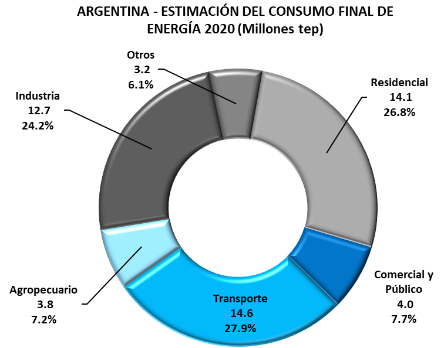 ARGENTINA - ESTIMACIÓN DEL CONSUMO FINAL DE
ENERGÍA 2020 (Millones tep)
Otros
3.2
6.1%
Residencial
14.1
26.8%
Industria
12.7
24.2%
Comercial y
Público
4.0
7.7%
Agropecuario
3.8
7.2%
Transporte
14.6
27.9%